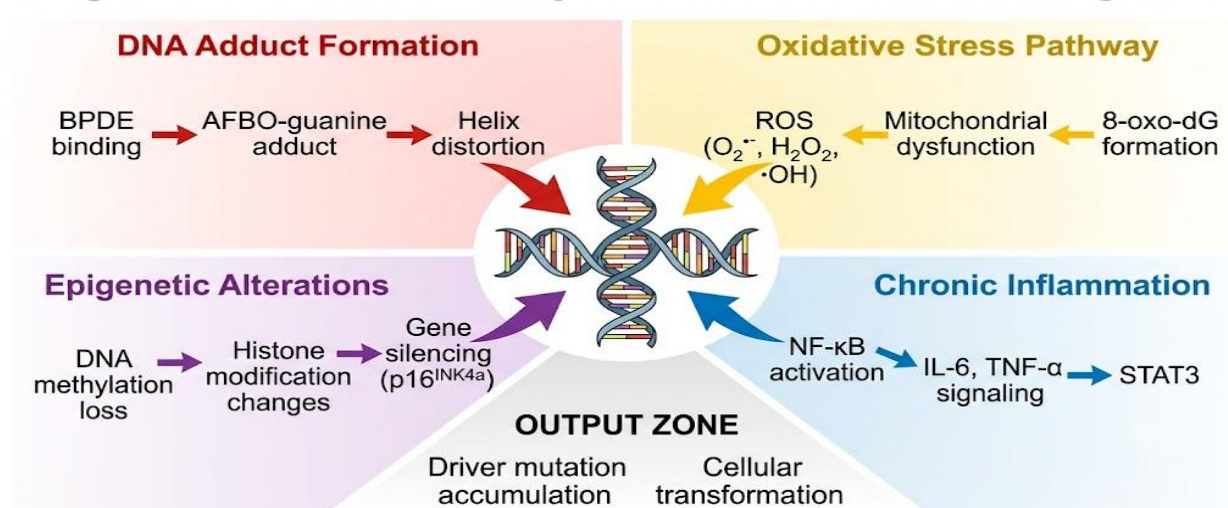 DNA Adduct Formation
BPDE
binding
AFBO-guanine
adduct
Helix
distortion
Oxidative Stress Pathway
ROS
(O₂•-, H₂O₂,
·OH)
Mitochondrial
dysfunction
8-oxo-dG
formation
Epigenetic Alterations
DNA
methylation
loss
Histone
modification
changes
Gene
silencing
(p16INK4a)
Chronic Inflammation
NF-κB
activation
IL-6, TNF-α
signaling
STAT3
OUTPUT ZONE
Driver mutation
accumulation
Cellular
transformation